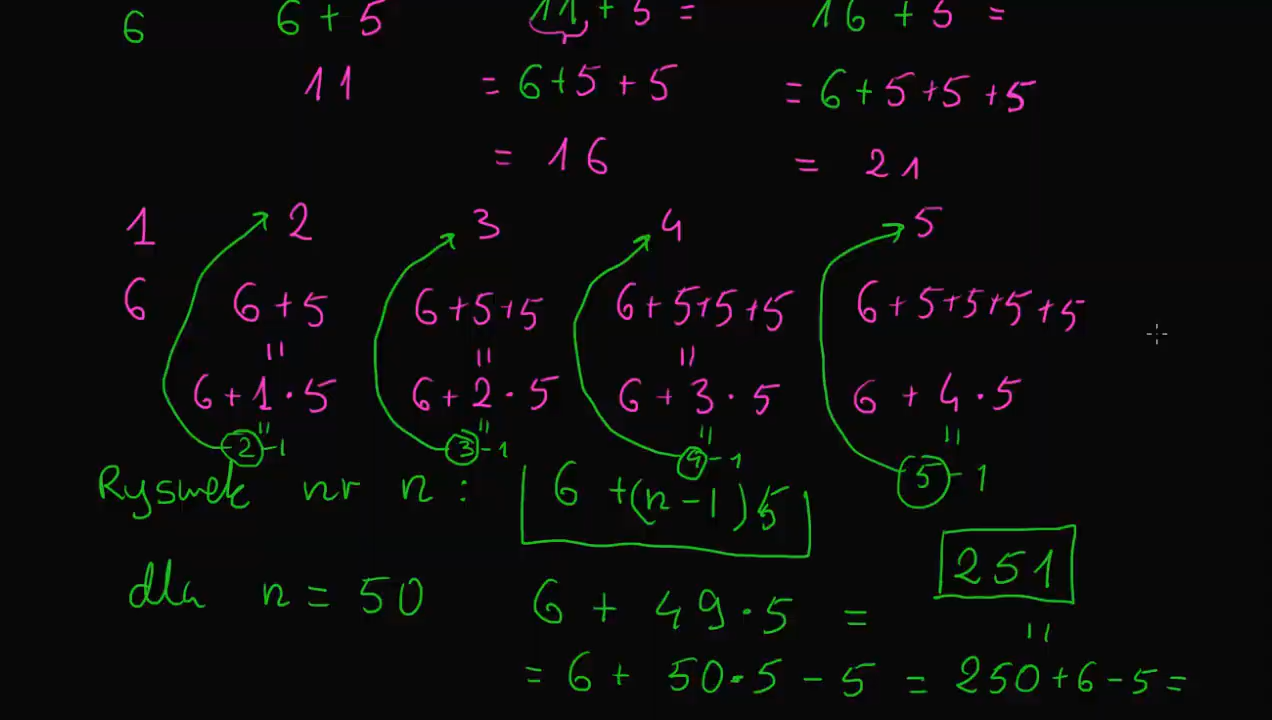 6 6 + 5 11 + 5 = 16 + 5 =
11 = 6 + 5 + 5 = 6 + 5 + 5 + 5
= 16 = 21
1 2 3 4 5
6 6 + 5 6 + 5 + 5 6 + 5 + 5 + 5 6 + 5 + 5 + 5 + 5
= = =
6 + 1 · 5 6 + 2 · 5 6 + 3 · 5 6 + 4 · 5
= = = =
2 - 1 3 - 1 4 - 1 5 - 1
Rysunek nr n : 6 + (n - 1) 5
251
dla n = 50 6 + 49 · 5 =
=
= 6 + 50 · 5 - 5 = 250 + 6 - 5 =